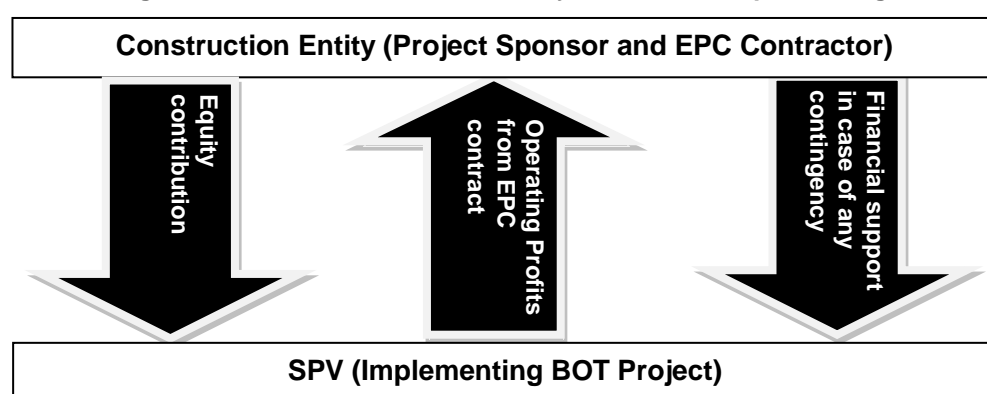 Construction Entity (Project Sponsor and EPC Contractor)
Equity
contribution
Operating Profits
from EPC
contract
Financial support
in case of any
contingency
SPV (Implementing BOT Project)